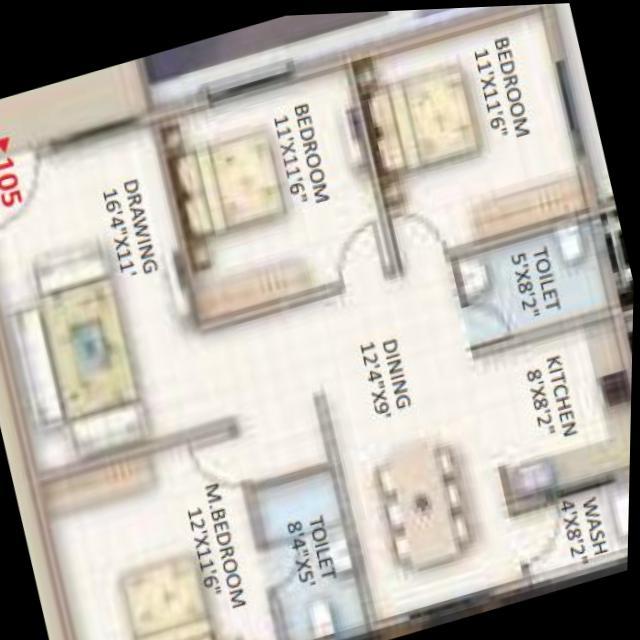 105
DRAWING
16'4"X11'
BEDROOM
11'X11'6"
BEDROOM
11'X11'6"
TOILET
5'X8'2"
DINING
12'4"X9'
KITCHEN
8'X8'2"
WASH
4'X8'2"
M.BEDROOM
12'X11'6"
TOILET
8'4"X5'